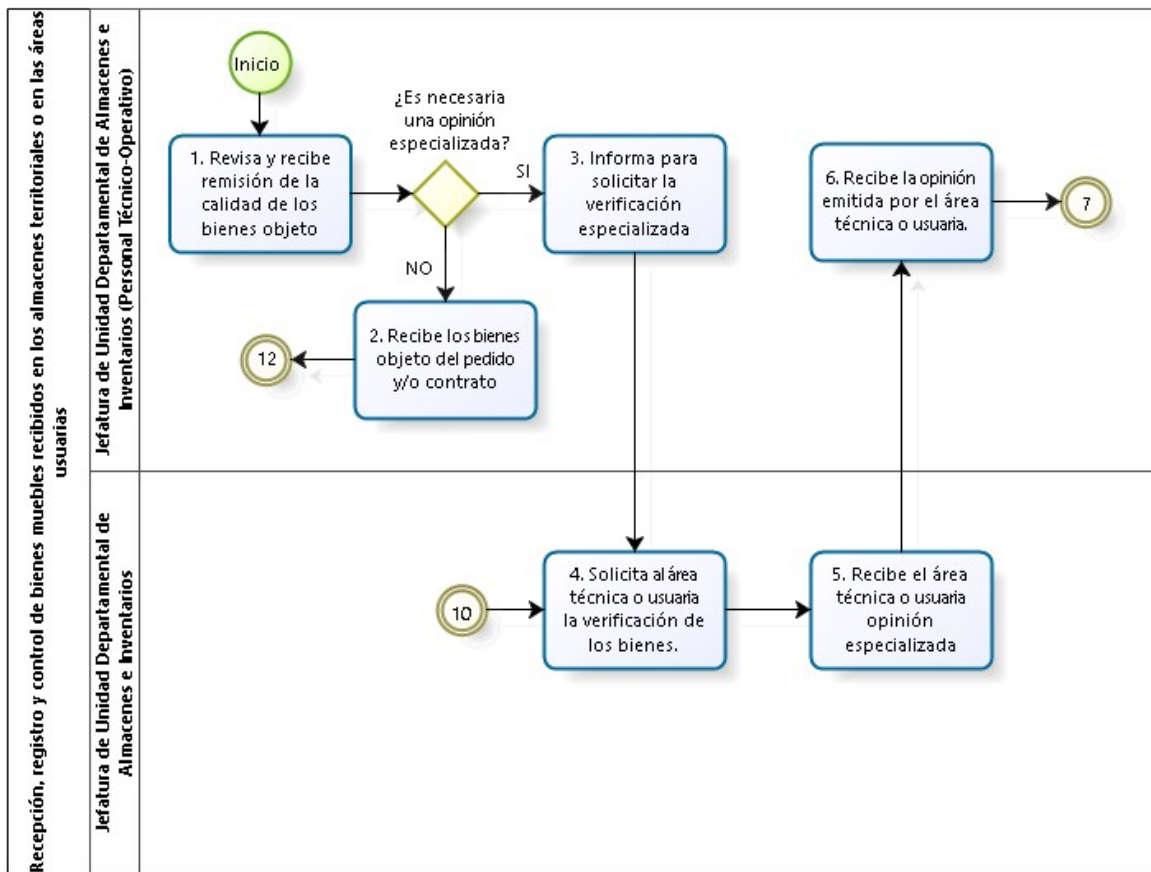 Recepción, registro y control de bienes muebles recibidos en los almacenes territoriales o en las áreas
usuarias
Jefatura de Unidad Departamental de Almacenes e
Inventarios (Personal Técnico-Operativo)
Inicio
1. Revisa y recibe
remisión de la
calidad de los
bienes objeto
¿Es necesaria
una opinión
especializada?
SI
NO
2. Recibe los bienes
objeto del pedido
y/o contrato
12
3. Informa para
solicitar la
verificación
especializada
6. Recibe la opinión
emitida por el área
técnica o usuaria.
7
Jefatura de Unidad Departamental de
Almacenes e Inventarios
10
4. Solicita al área
técnica o usuaria
la verificación de
los bienes.
5. Recibe el área
técnica o usuaria
opinión
especializada